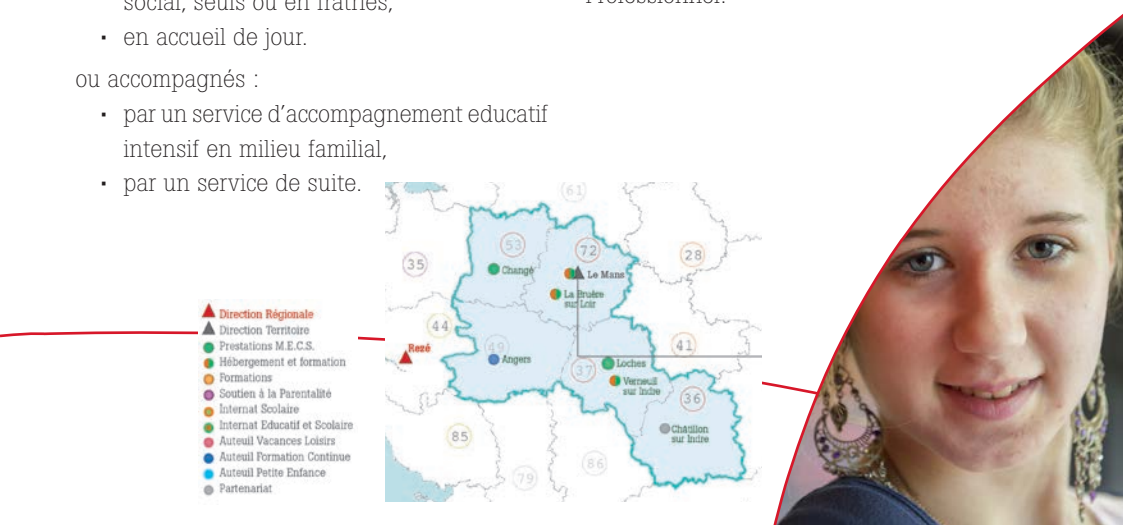 social, seuls ou en fratries,
• en accueil de jour.
ou accompagnés :
• par un service d'accompagnement educatif
intensif en milieu familial,
• par un service de suite.
Professionnel.
61
53
72
28
35
Changé
Le Mans
La Bruère
sur Loir
44
49
41
Rezé
Angers
37
Loches
Verneuil
sur Indre
36
Châtillon
sur Indre
85
86
79
Direction Régionale
Direction Territoire
Prestations M.E.C.S.
Hébergement et formation
Formations
Soutien à la Parentalité
Internat Scolaire
Internat Educatif et Scolaire
Auteuil Vacances Loisirs
Auteuil Formation Continue
Auteuil Petite Enfance
Partenariat